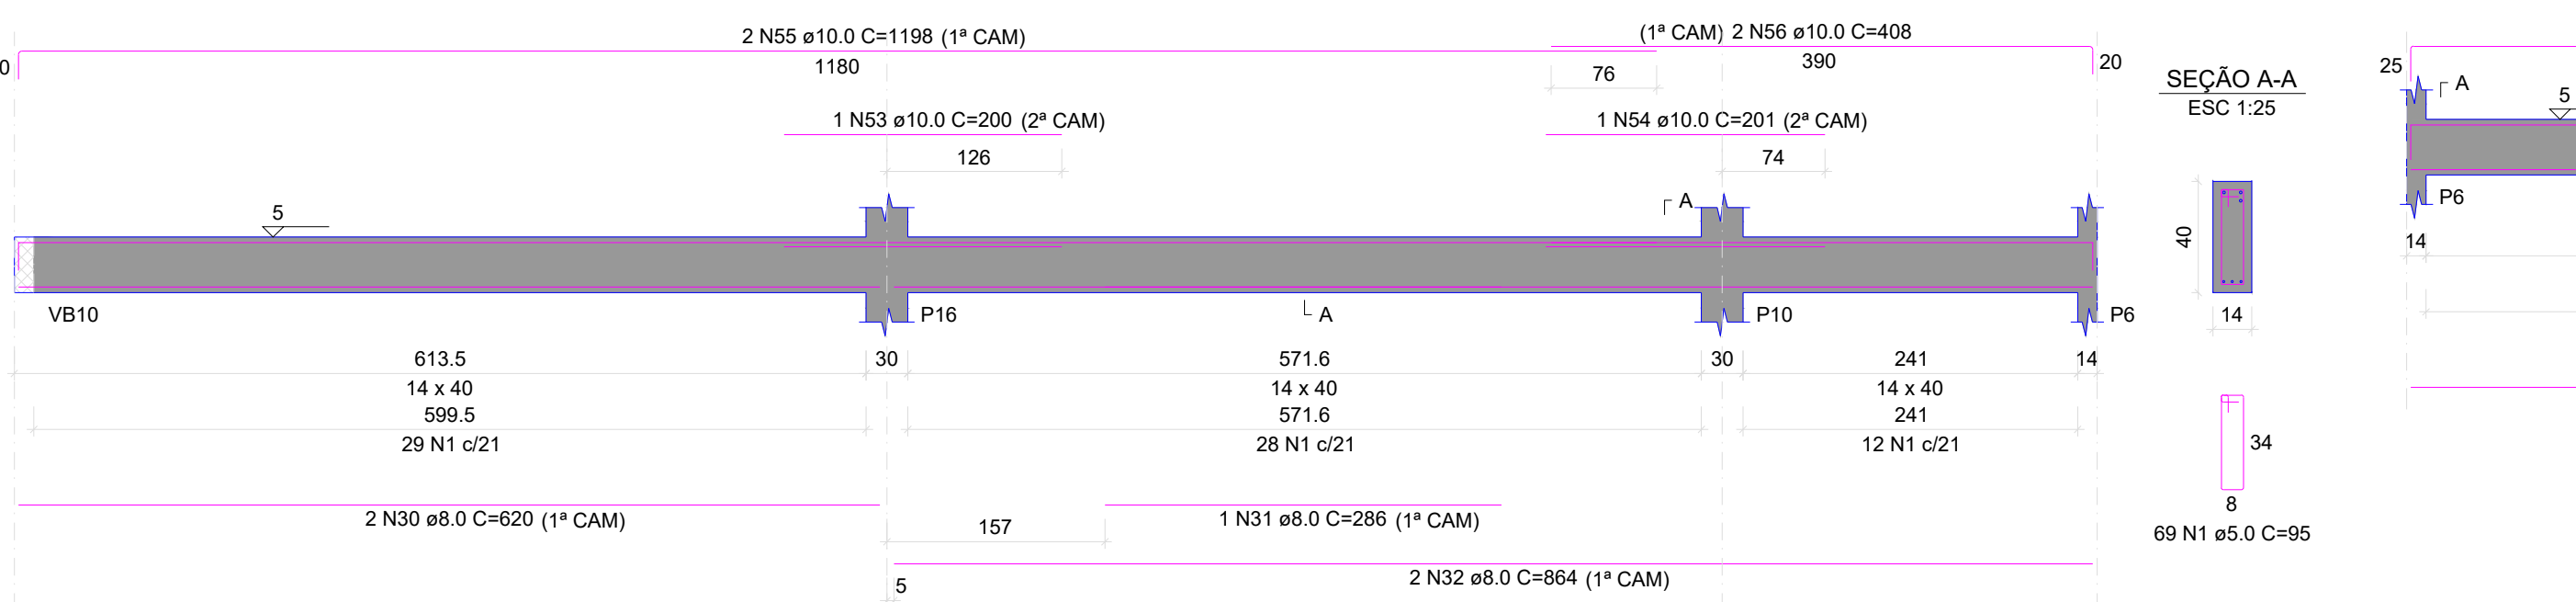 2 N55 ø10.0 C=1198 (1ª CAM)
(1ª CAM) 2 N56 ø10.0 C=408
0
1180
76
390
20
1 N53 ø10.0 C=200 (2ª CAM)
1 N54 ø10.0 C=201 (2ª CAM)
126
74
5
A
VB10
P16
A
P10
P6
613.5
30
571.6
30
241
14
14 x 40
14 x 40
14 x 40
599.5
571.6
241
29 N1 c/21
28 N1 c/21
12 N1 c/21
2 N30 ø8.0 C=620 (1ª CAM)
157
1 N31 ø8.0 C=286 (1ª CAM)
5
2 N32 ø8.0 C=864 (1ª CAM)
SEÇÃO A-A
ESC 1:25
40
14
34
8
69 N1 ø5.0 C=95
25
A
5
P6
14